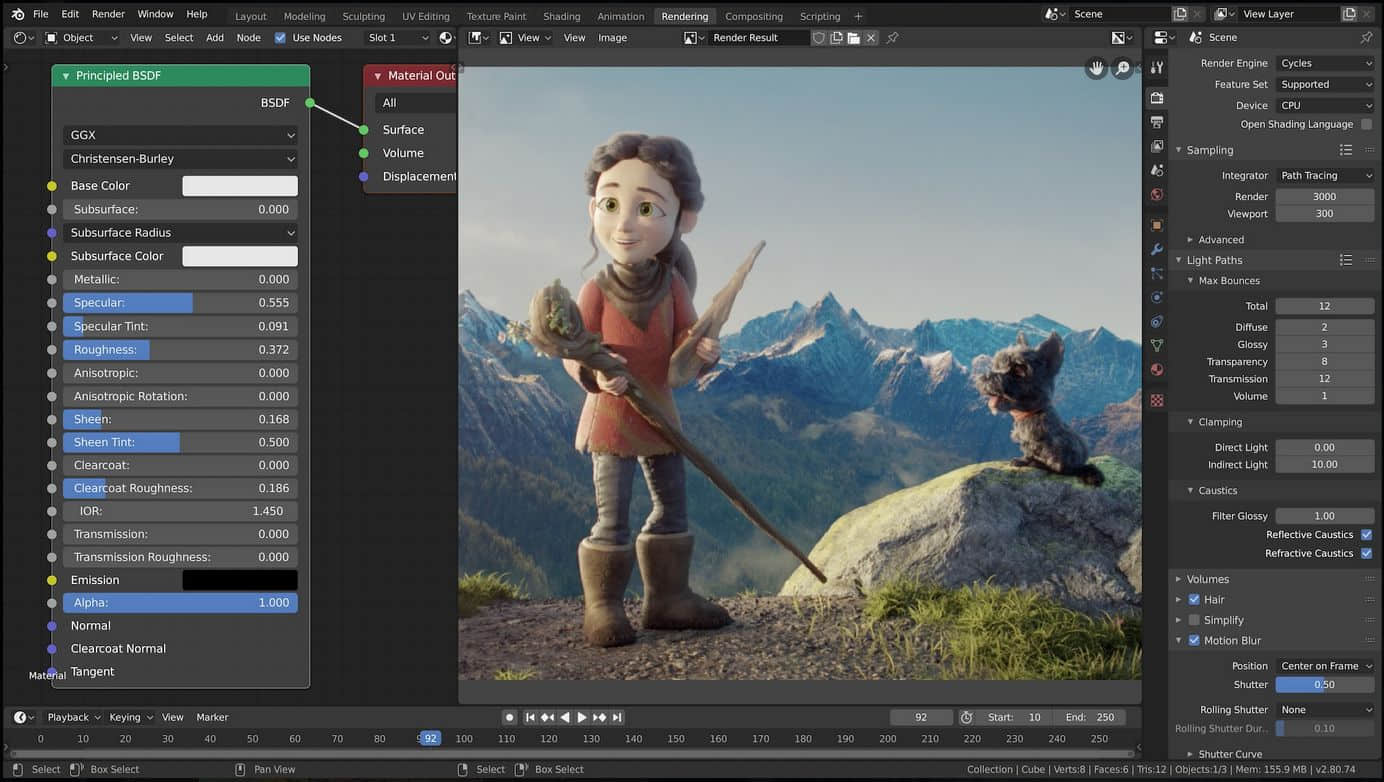 File Edit Render Window Help Layout Modeling Sculpting UV Editing Texture Paint Shading Animation Rendering Compositing Scripting + Scene View Layer
Object View Select Add Node Use Nodes Slot 1 View View Image Render Result Scene
Principled BSDF
BSDF
GGX
Christensen-Burley
Base Color
Subsurface: 0.000
Subsurface Radius
Subsurface Color
Metallic: 0.000
Specular: 0.555
Specular Tint: 0.091
Roughness: 0.372
Anisotropic: 0.000
Anisotropic Rotation: 0.000
Sheen: 0.168
Sheen Tint: 0.500
Clearcoat: 0.000
Clearcoat Roughness: 0.186
IOR: 1.450
Transmission: 0.000
Transmission Roughness: 0.000
Emission
Alpha: 1.000
Normal
Clearcoat Normal
Tangent
Material
Material Out
All
Surface
Volume
Displacement
Render Engine Cycles
Feature Set Supported
Device CPU
Open Shading Language
Sampling
Integrator Path Tracing
Render 3000
Viewport 300
Advanced
Light Paths
Max Bounces
Total 12
Diffuse 2
Glossy 3
Transparency 8
Transmission 12
Volume 1
Clamping
Direct Light 0.00
Indirect Light 10.00
Caustics
Filter Glossy 1.00
Reflective Caustics
Refractive Caustics
Volumes
Hair
Simplify
Motion Blur
Position Center on Frame
Shutter 0.50
Rolling Shutter None
Rolling Shutter Dur.. 0.10
Shutter Curve
Playback Keying View Marker 92 Start: 10 End: 250
0 10 20 30 40 50 60 70 80 92 100 110 120 130 140 150 160 170 180 190 200 210 220 230 240 250
Select Box Select Pan View Select Box Select Collection | Cube | Verts:8 | Faces:6 | Tris:12 | Objects:1/3 | Mem: 155.9 MB | v2.80.74